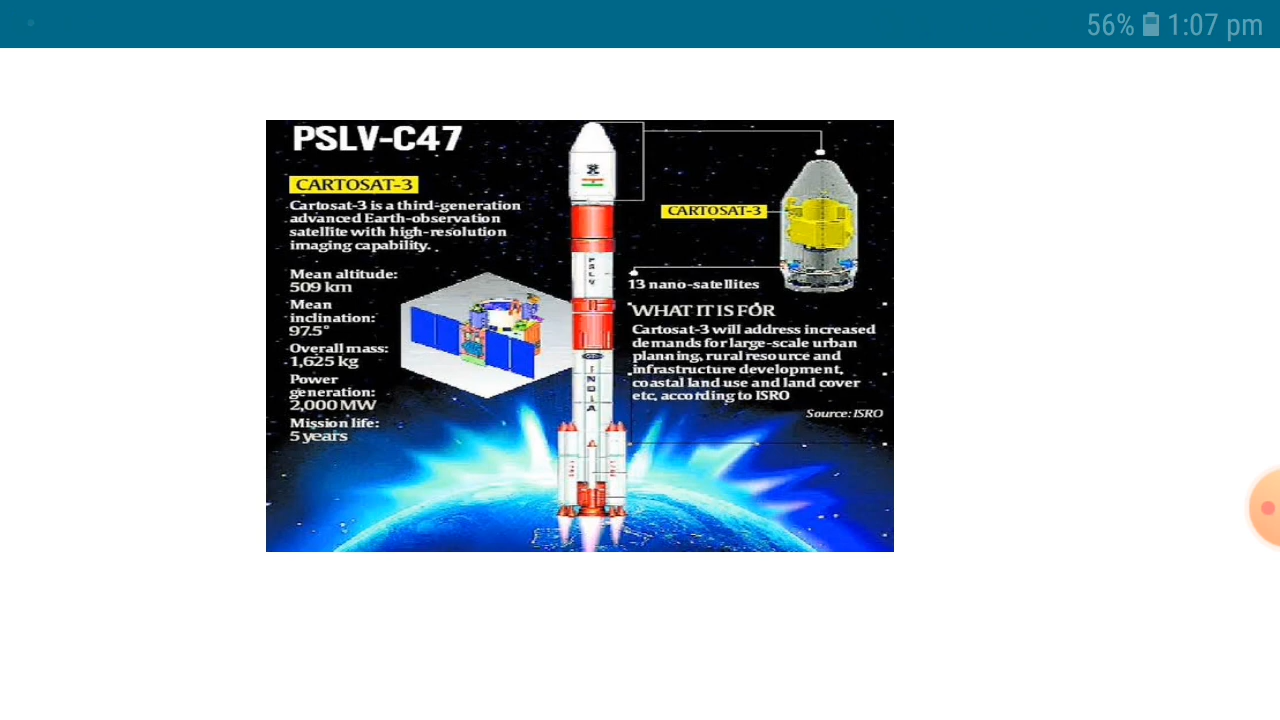 56% 1:07 pm
PSLV-C47
CARTOSAT-3
Cartosat-3 is a third-generation
advanced Earth-observation
satellite with high-resolution
imaging capability.
Mean altitude:
509 km
Mean
inclination:
97.5°
Overall mass:
1,625 kg
Power
generation:
2,000 MW
Mission life:
5 years
PSLV
INDIA
CARTOSAT-3
13 nano-satellites
WHAT IT IS FOR
Cartosat-3 will address increased
demands for large-scale urban
planning, rural resource and
infrastructure development,
coastal land use and land cover
etc, according to ISRO
Source: ISRO